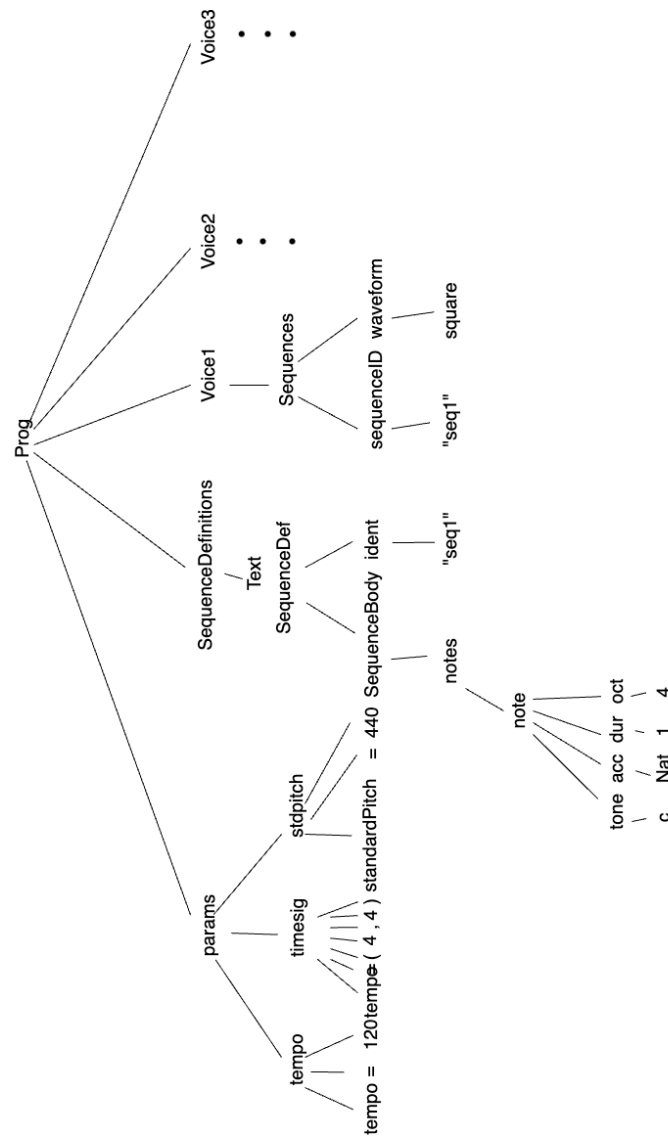 Prog
params SequenceDefinitions Voice1 Voice2 Voice3
Text
tempo timesig stdpitch SequenceDef Sequences
tempo = 120 tempo = ( 4 , 4 ) standardPitch = 440 SequenceBody ident sequenceID waveform
notes "seq1" "seq1" square
note
tone acc dur oct
c Nat 1 4